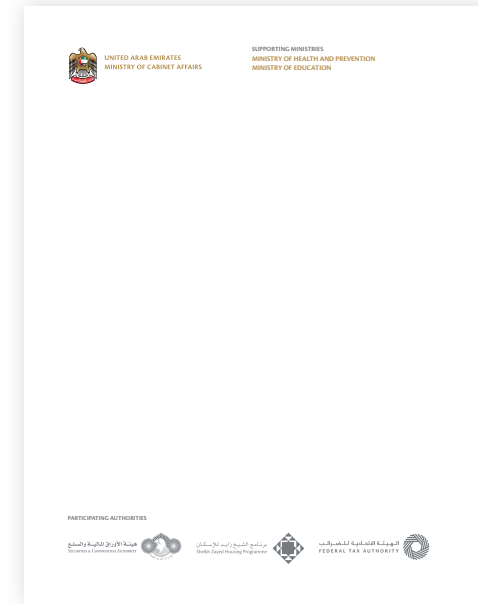 UNITED ARAB EMIRATES
MINISTRY OF CABINET AFFAIRS
SUPPORTING MINISTRIES
MINISTRY OF HEALTH AND PREVENTION
MINISTRY OF EDUCATION
PARTICIPATING AUTHORITIES
هيئة الأوراق المالية والسلع
Securities & Commodities Authority
برنامج الشيخ زايد للإسكان
Sheikh Zayed Housing Programme
الهيئة الاتحادية للضرائب
FEDERAL TAX AUTHORITY